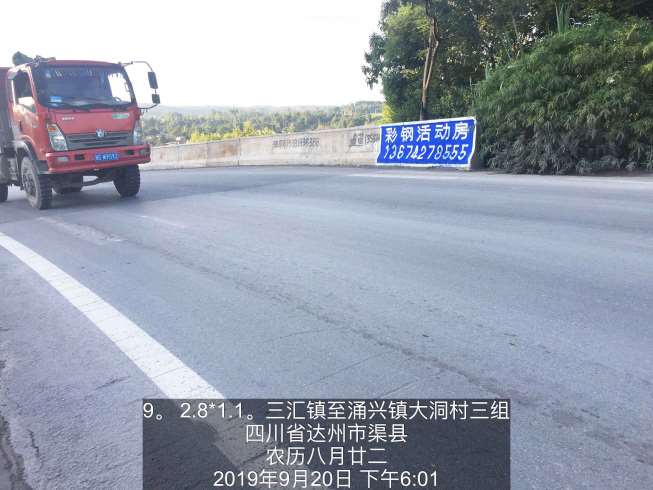 彩钢活动房
13674278555
9。 2.8*1.1。三汇镇至涌兴镇大洞村三组
四川省达州市渠县
农历八月廿二
2019年9月20日 下午6:01